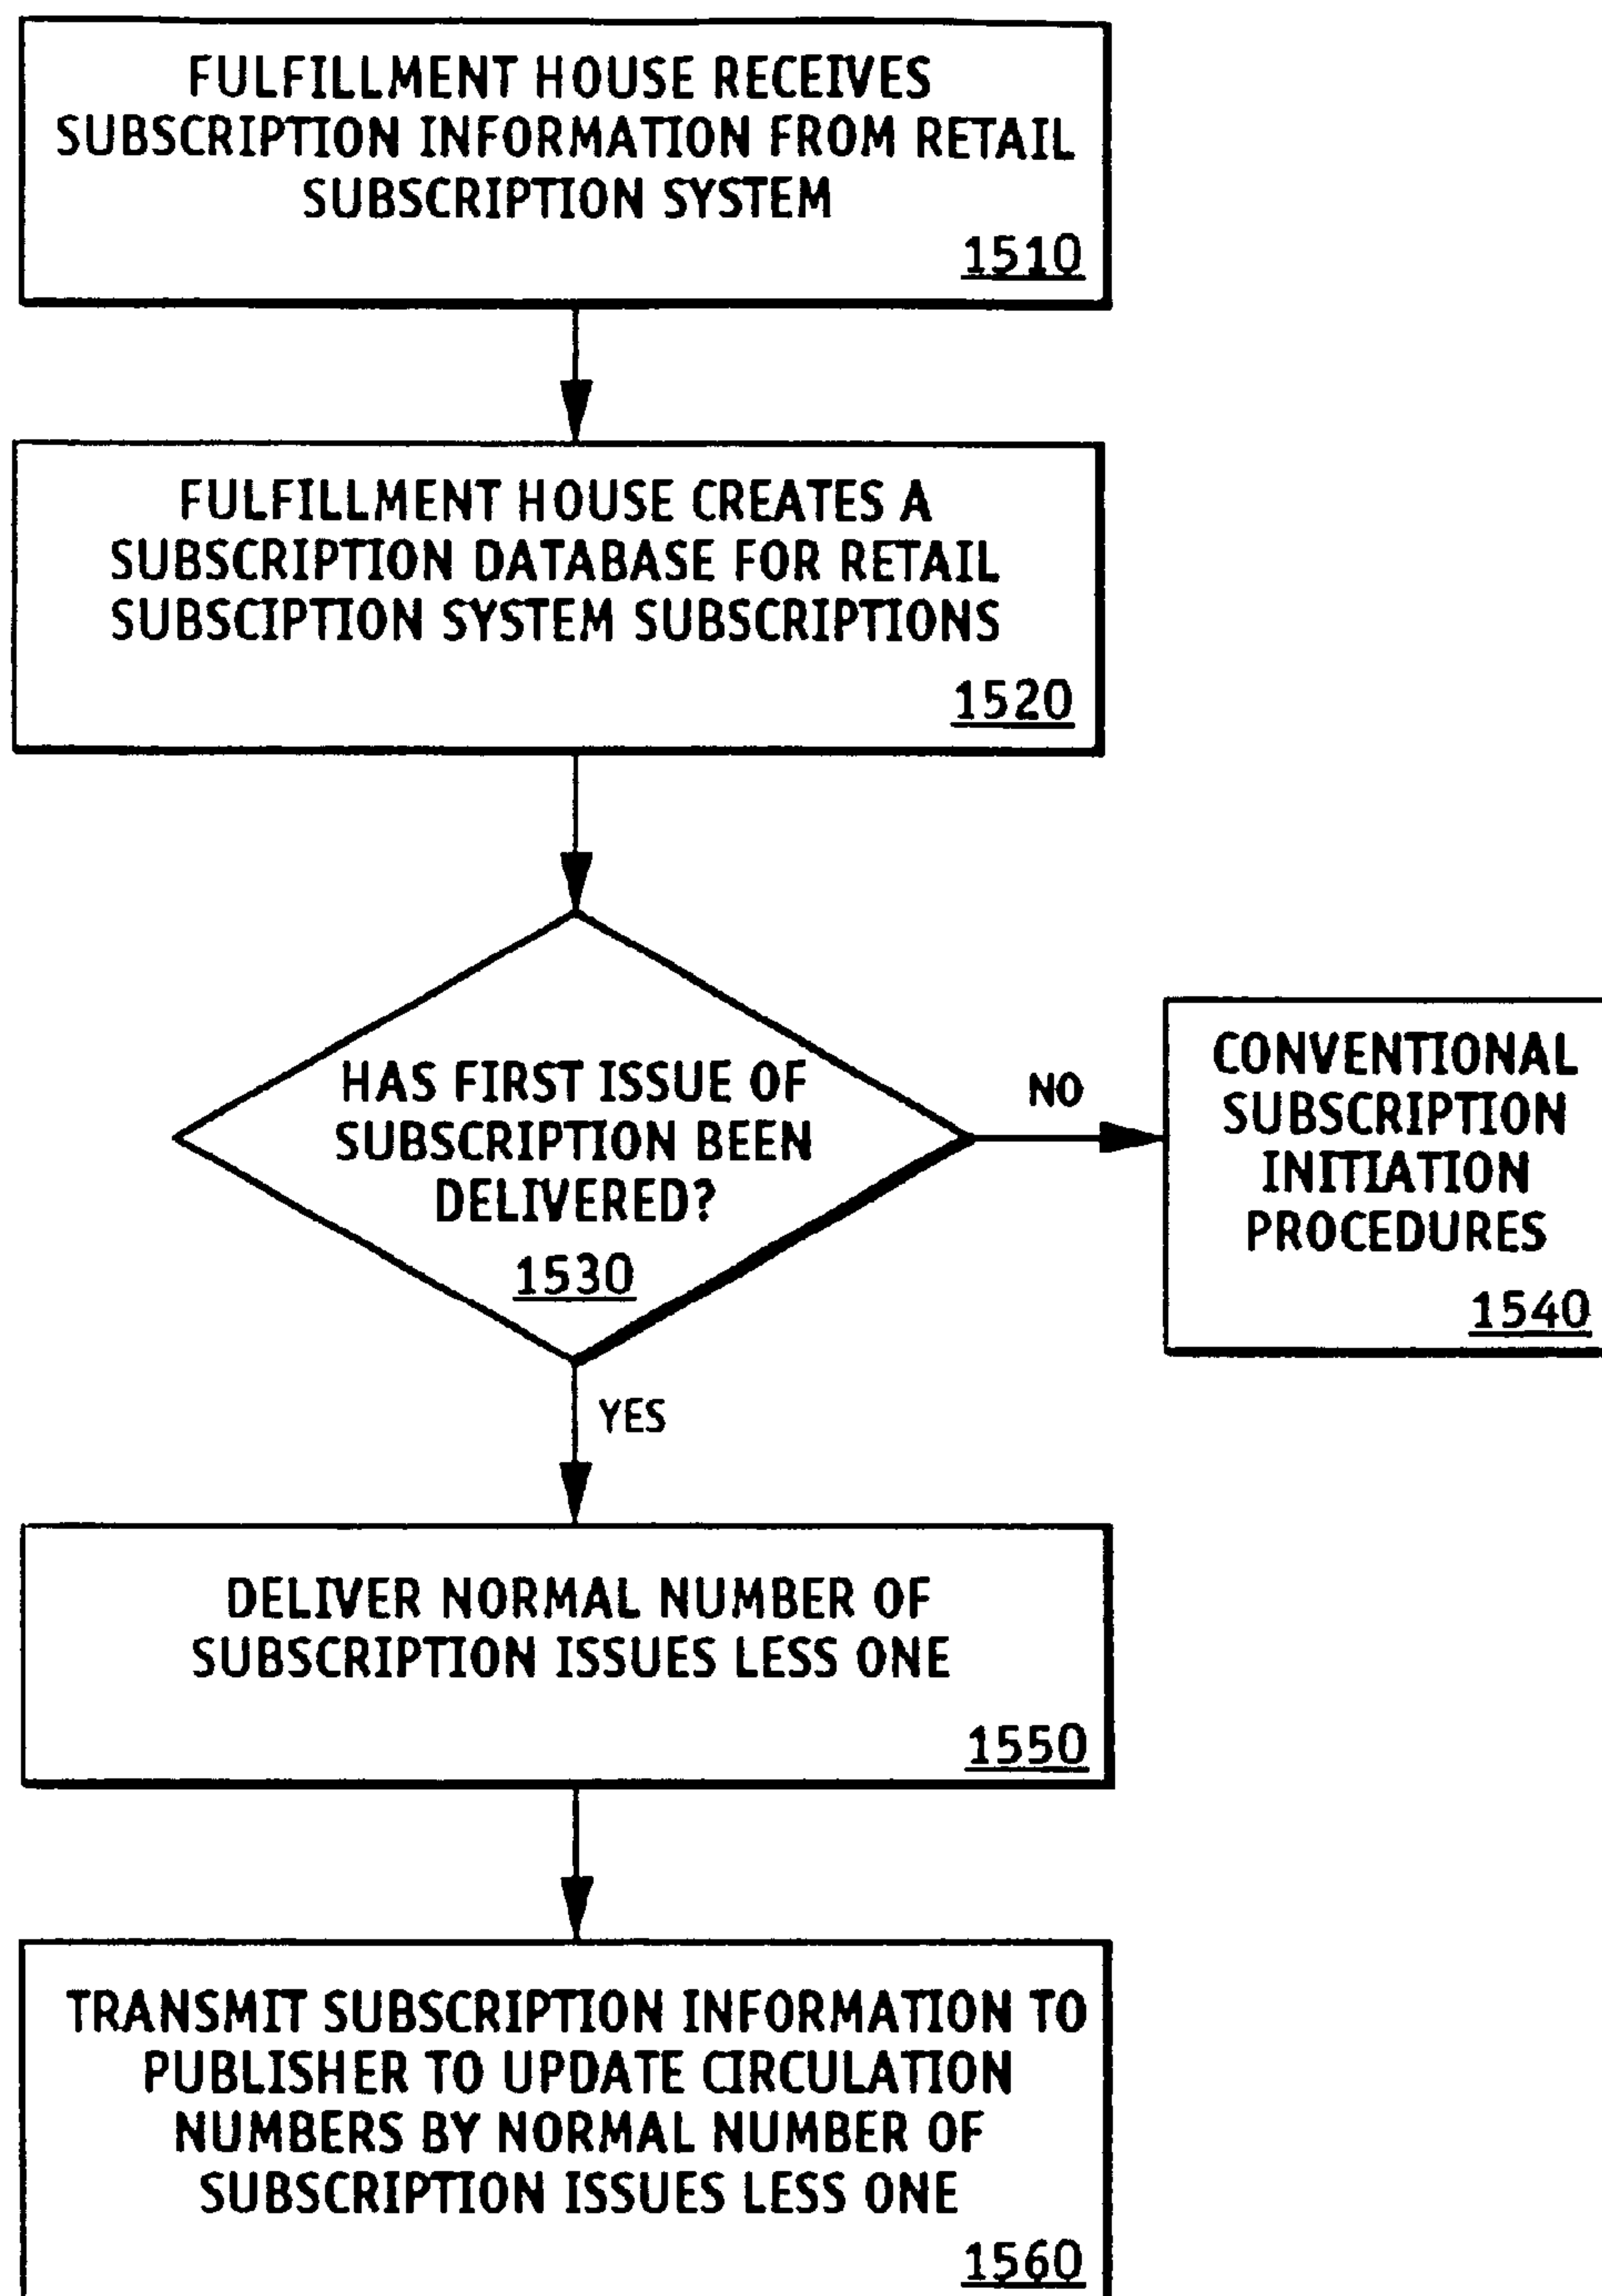 FULFILLMENT HOUSE RECEIVES
SUBSCRIPTION INFORMATION FROM RETAIL
SUBSCRIPTION SYSTEM
1510
FULFILLMENT HOUSE CREATES A
SUBSCRIPTION DATABASE FOR RETAIL
SUBSCIPTION SYSTEM SUBSCRIPTIONS
1520
HAS FIRST ISSUE OF
SUBSCRIPTION BEEN
DELIVERED?
1530
NO
CONVENTIONAL
SUBSCRIPTION
INITIATION
PROCEDURES
1540
YES
DELIVER NORMAL NUMBER OF
SUBSCRIPTION ISSUES LESS ONE
1550
TRANSMIT SUBSCRIPTION INFORMATION TO
PUBLISHER TO UPDATE CIRCULATION
NUMBERS BY NORMAL NUMBER OF
SUBSCRIPTION ISSUES LESS ONE
1560